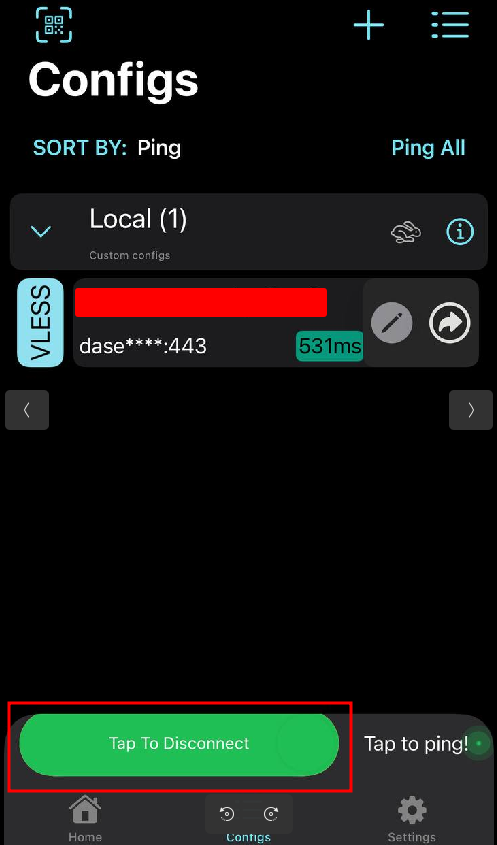 Configs
SORT BY: Ping
Ping All
Local (1)
Custom configs
VLESS
dase****:443
531ms
Tap To Disconnect
Tap to ping!
Home
Configs
Settings